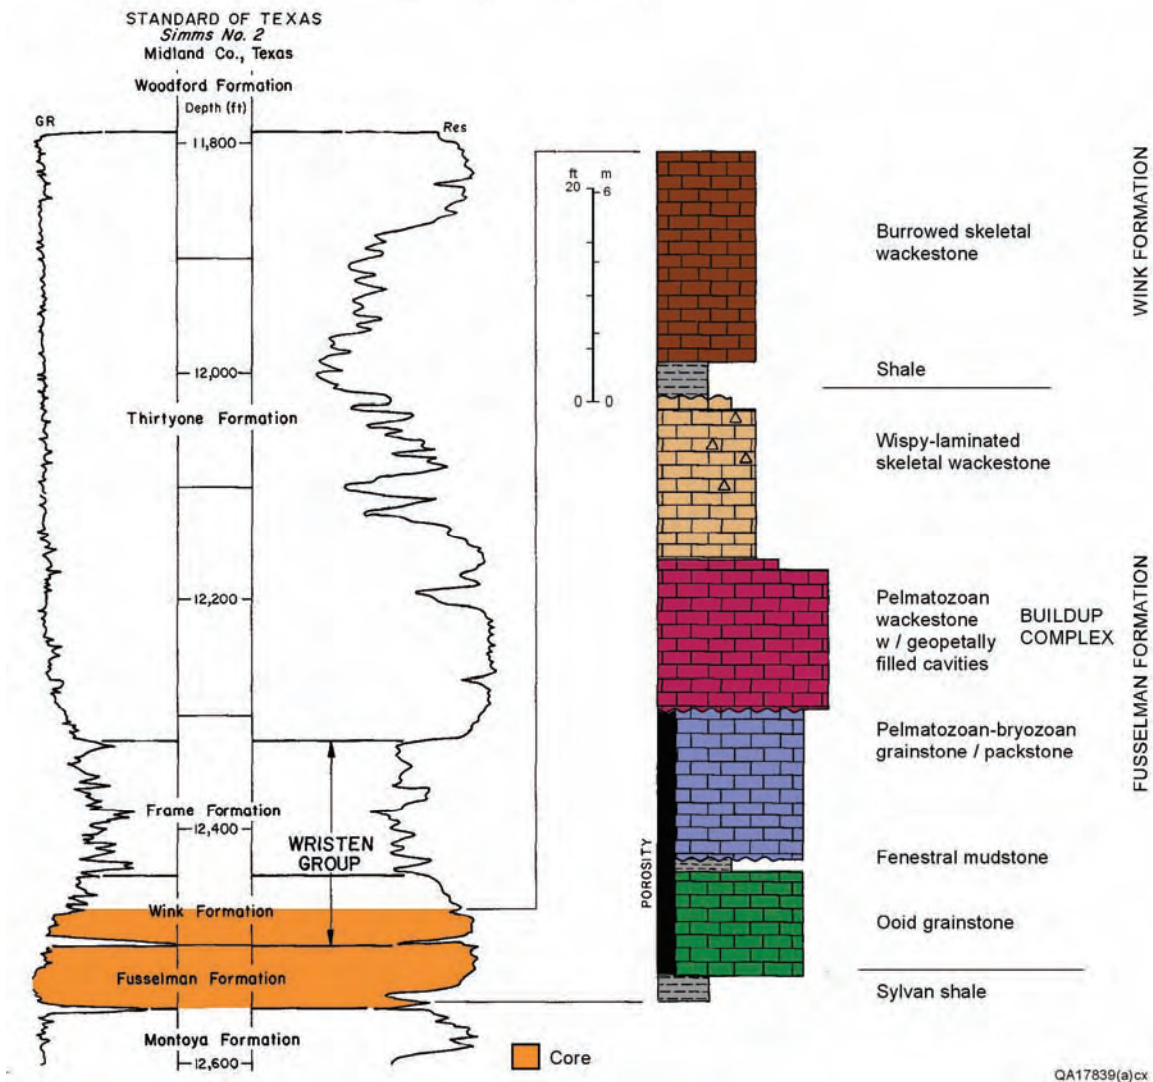 STANDARD OF TEXAS
Simms No. 2
Midland Co., Texas
Woodford Formation
Depth (ft)
GR
Res
11,800
12,000
Thirtyone Formation
12,200
Frame Formation
12,400
WRISTEN
GROUP
Wink Formation
Fusselman Formation
Montoya Formation
12,600
Core
ft m
20 6
0 0
POROSITY
Burrowed skeletal
wackestone
Shale
Wispy-laminated
skeletal wackestone
Pelmatozoan
wackestone
w / geopetally
filled cavities
BUILDUP
COMPLEX
Pelmatozoan-bryozoan
grainstone / packstone
Fenestral mudstone
Ooid grainstone
Sylvan shale
WINK FORMATION
FUSSELMAN FORMATION
QA17839(a)cx